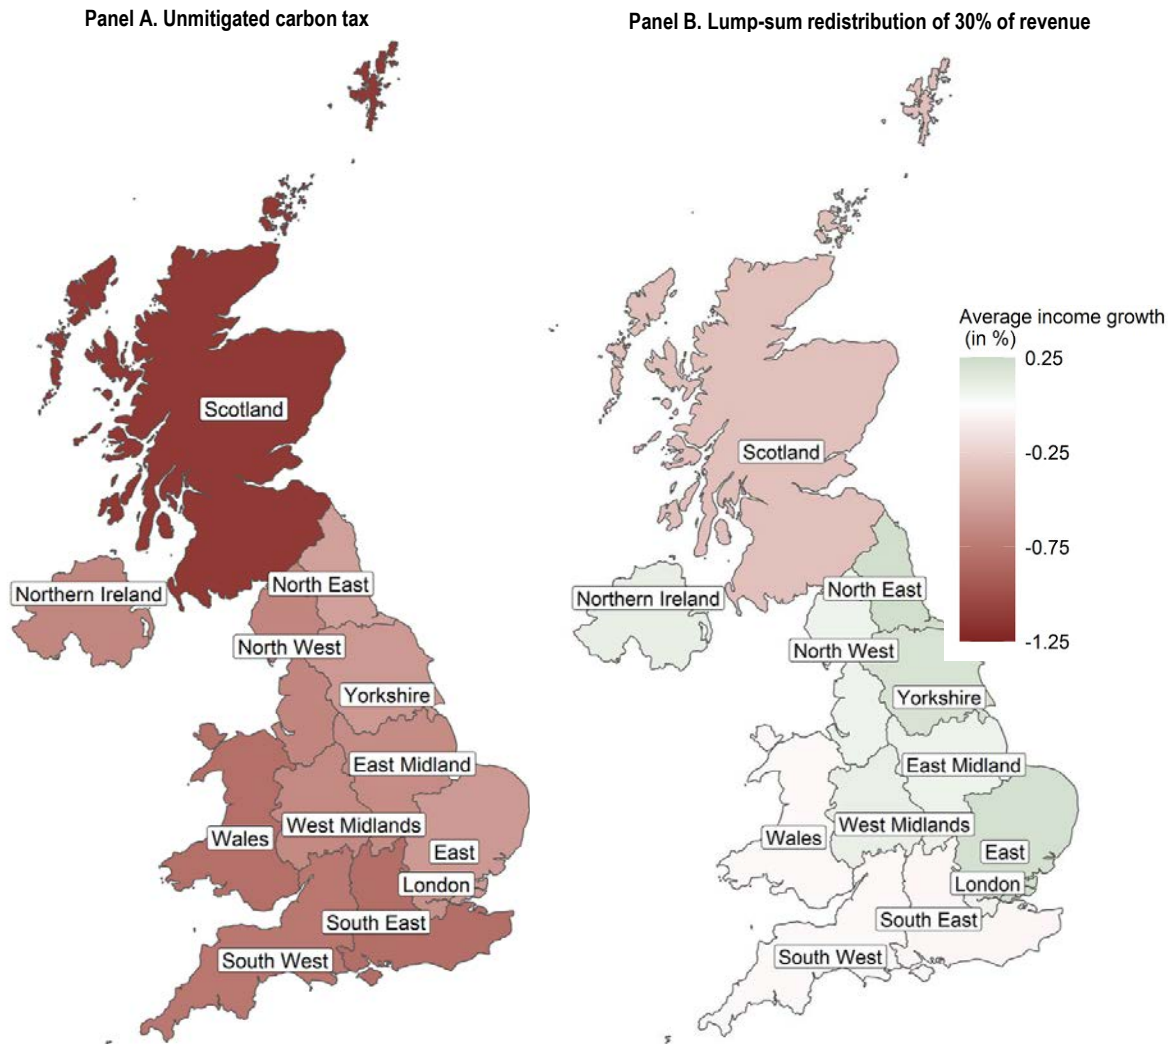 Panel A. Unmitigated carbon tax
Panel B. Lump-sum redistribution of 30% of revenue
Scotland
Northern Ireland
North East
North West
Yorkshire
East Midland
West Midlands
Wales
East
London
South East
South West
Scotland
Northern Ireland
North East
North West
Yorkshire
East Midland
West Midlands
Wales
East
London
South East
South West
Average income growth
(in %)
0.25
-0.25
-0.75
-1.25